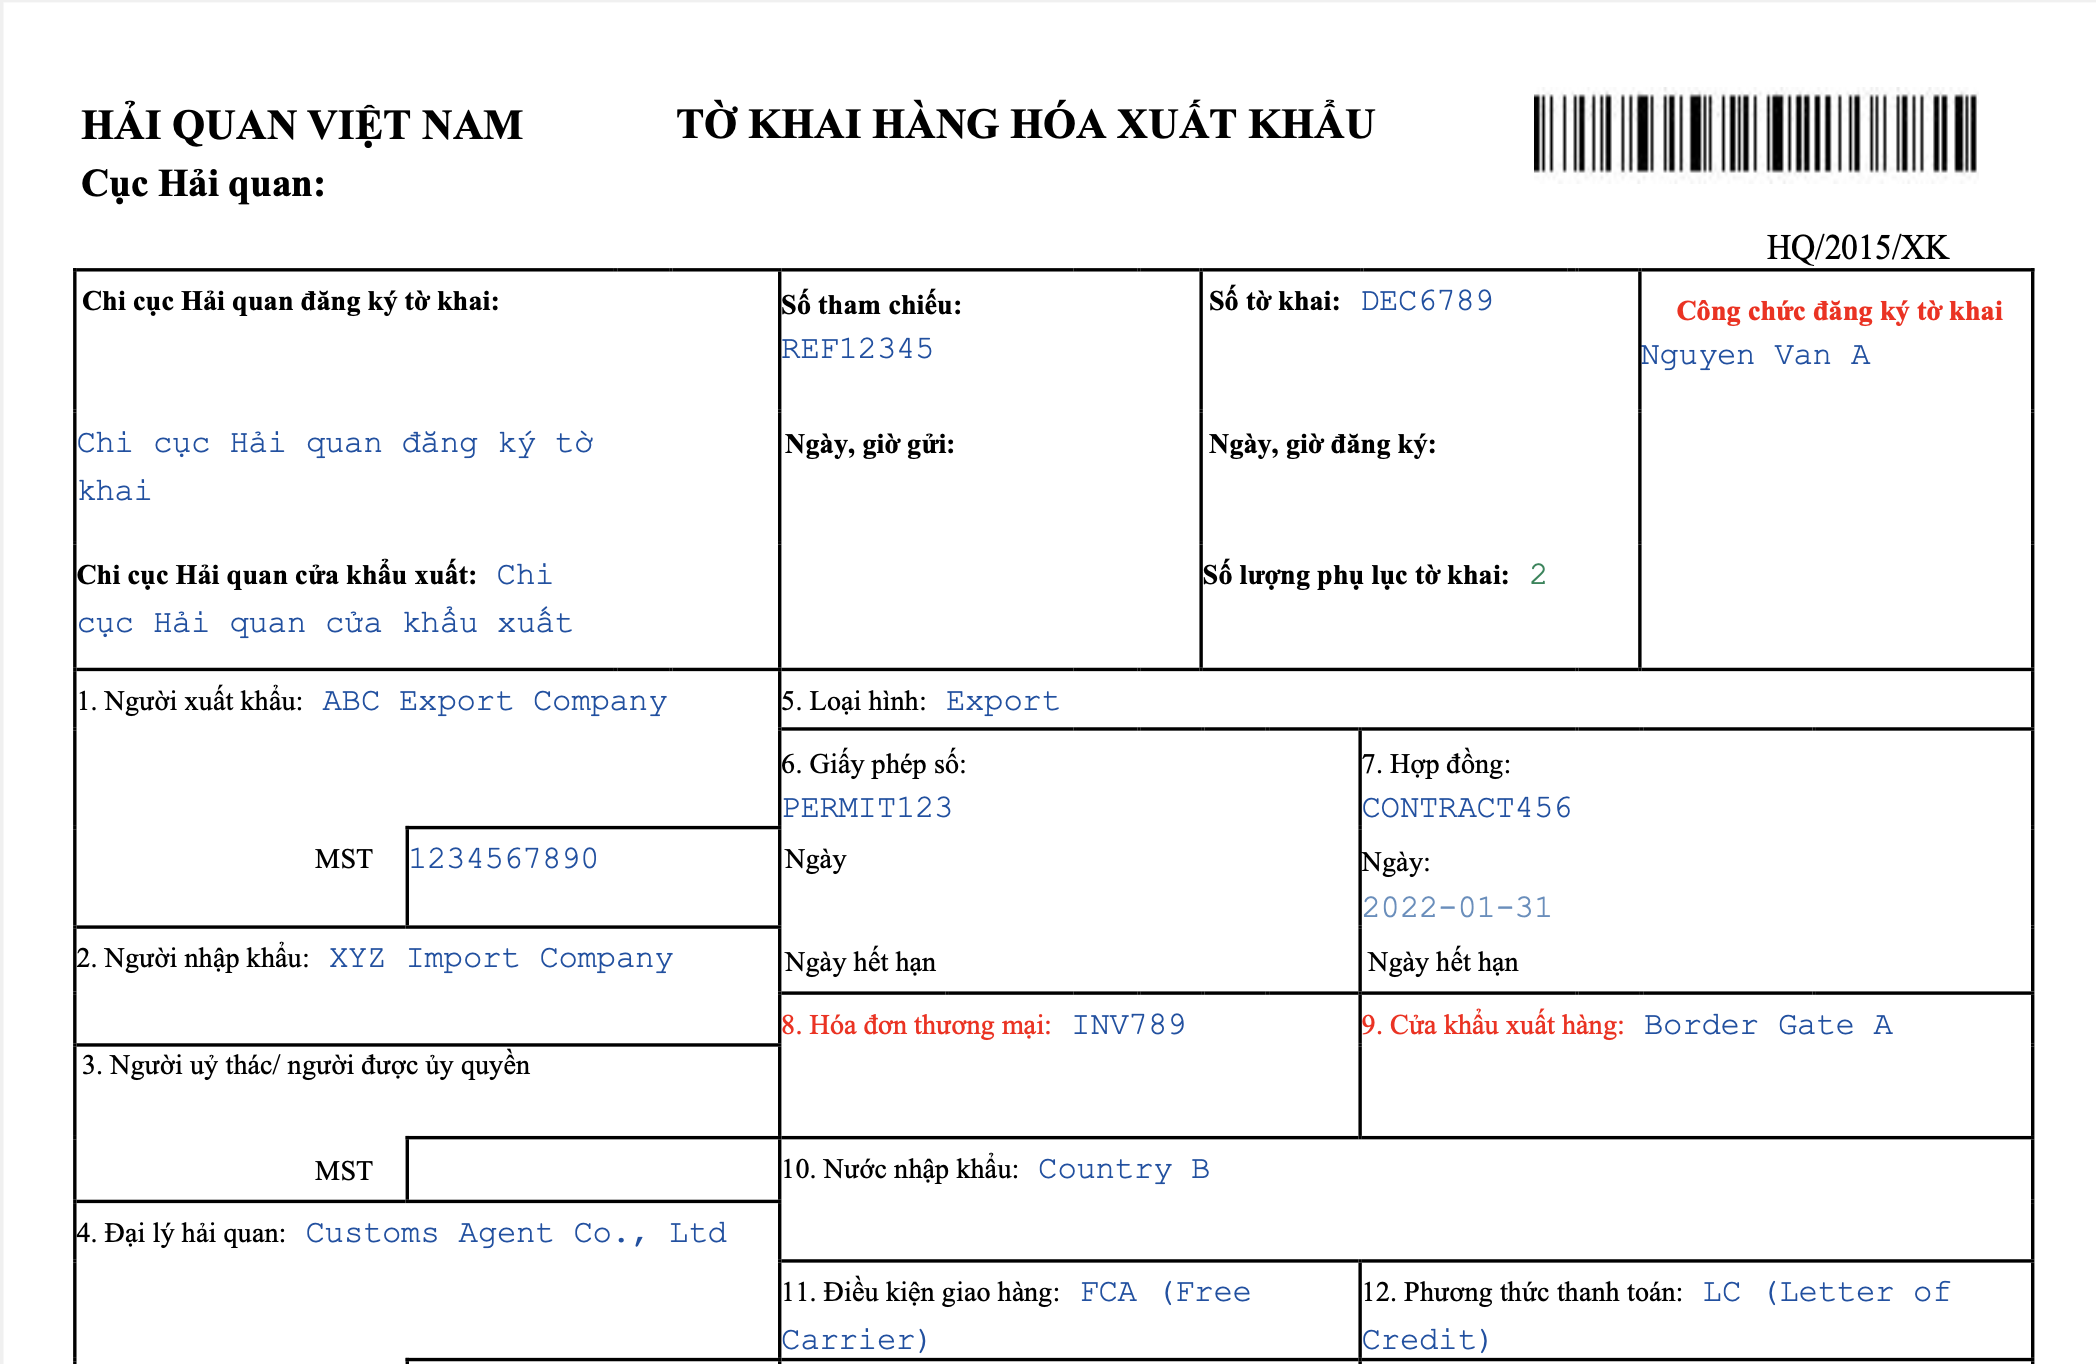 HẢI QUAN VIỆT NAM
TỜ KHAI HÀNG HÓA XUẤT KHẨU
Cục Hải quan:
HQ/2015/XK
Chi cục Hải quan đăng ký tờ khai:
Chi cục Hải quan đăng ký tờ
khai
Chi cục Hải quan cửa khẩu xuất: Chi
cục Hải quan cửa khẩu xuất
Số tham chiếu:
REF12345
Ngày, giờ gửi:
Số tờ khai: DEC6789
Ngày, giờ đăng ký:
Số lượng phụ lục tờ khai: 2
Công chức đăng ký tờ khai
Nguyen Van A
1. Người xuất khẩu: ABC Export Company
MST 1234567890
2. Người nhập khẩu: XYZ Import Company
3. Người uỷ thác/ người được ủy quyền
MST
4. Đại lý hải quan: Customs Agent Co., Ltd
5. Loại hình: Export
6. Giấy phép số:
PERMIT123
Ngày
Ngày hết hạn
7. Hợp đồng:
CONTRACT456
Ngày:
2022-01-31
Ngày hết hạn
8. Hóa đơn thương mại: INV789
9. Cửa khẩu xuất hàng: Border Gate A
10. Nước nhập khẩu: Country B
11. Điều kiện giao hàng: FCA (Free
Carrier)
12. Phương thức thanh toán: LC (Letter of
Credit)